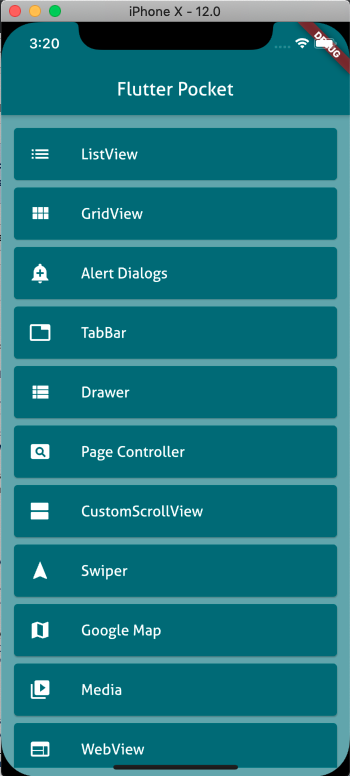 iPhone X - 12.0
3:20
DEBUG
Flutter Pocket
ListView
GridView
Alert Dialogs
TabBar
Drawer
Page Controller
CustomScrollView
Swiper
Google Map
Media
WebView